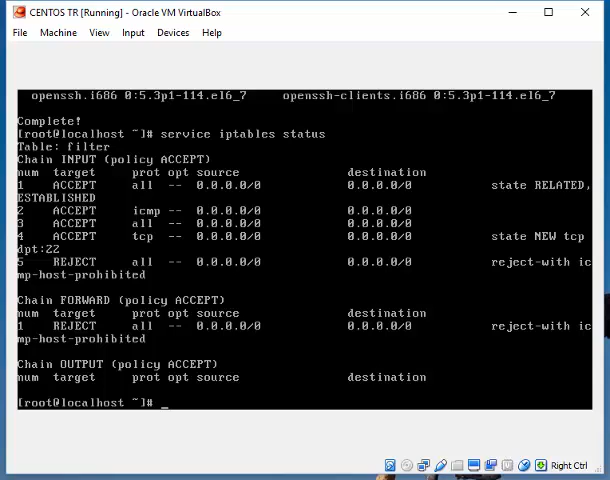 CENTOS TR [Running] - Oracle VM VirtualBox
File Machine View Input Devices Help
openssh.i686 0:5.3p1-114.el6_7 openssh-clients.i686 0:5.3p1-114.el6_7
Complete!
[root@localhost ~]# service iptables status
Table: filter
Chain INPUT (policy ACCEPT)
num target prot opt source destination
1 ACCEPT all -- 0.0.0.0/0 0.0.0.0/0 state RELATED,
ESTABLISHED
2 ACCEPT icmp -- 0.0.0.0/0 0.0.0.0/0
3 ACCEPT all -- 0.0.0.0/0 0.0.0.0/0
4 ACCEPT tcp -- 0.0.0.0/0 0.0.0.0/0 state NEW tcp
dpt:22
5 REJECT all -- 0.0.0.0/0 0.0.0.0/0 reject-with ic
mp-host-prohibited
Chain FORWARD (policy ACCEPT)
num target prot opt source destination
1 REJECT all -- 0.0.0.0/0 0.0.0.0/0 reject-with ic
mp-host-prohibited
Chain OUTPUT (policy ACCEPT)
num target prot opt source destination
[root@localhost ~]# _
Right Ctrl